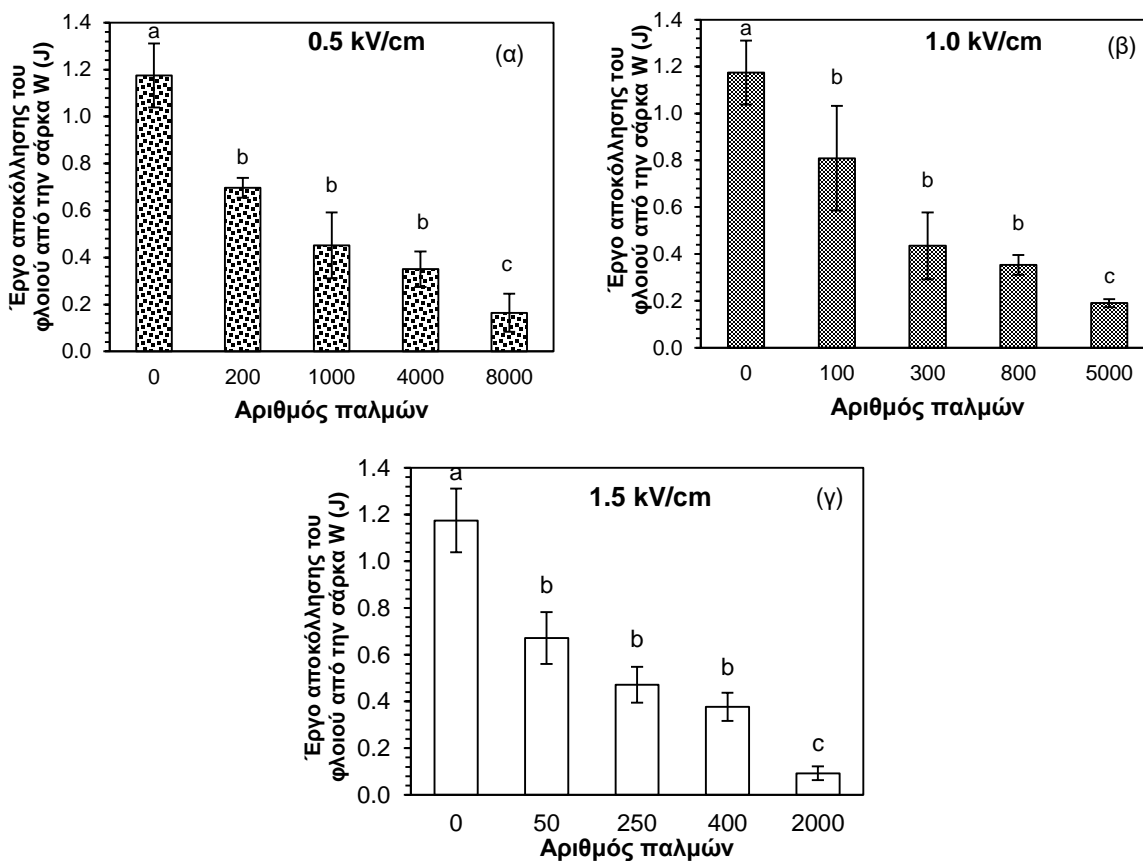 Έργο αποκόλλησης του
φλοιού από την σάρκα W (J)
1.4
1.2
1.0
0.8
0.6
0.4
0.2
0.0
0.5 kV/cm
(α)
a
b
b
b
c
0 200 1000 4000 8000
Αριθμός παλμών
Έργο αποκόλλησης του
φλοιού από την σάρκα W (J)
1.4
1.2
1.0
0.8
0.6
0.4
0.2
0.0
1.0 kV/cm
(β)
a
b
b
b
c
0 100 300 800 5000
Αριθμός παλμών
Έργο αποκόλλησης του
φλοιού από την σάρκα W (J)
1.4
1.2
1.0
0.8
0.6
0.4
0.2
0.0
1.5 kV/cm
(γ)
a
b
b
b
c
0 50 250 400 2000
Αριθμός παλμών